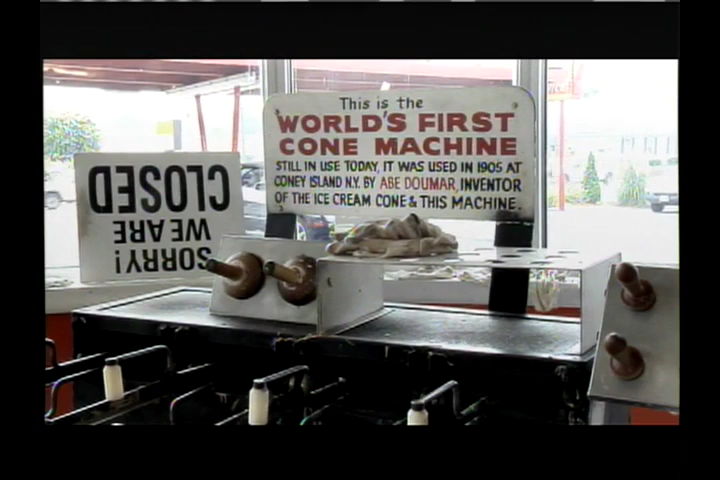 This is the
WORLD'S FIRST
CONE MACHINE
STILL IN USE TODAY, IT WAS USED IN 1905 AT
CONEY ISLAND N.Y. BY ABE DOUMAR, INVENTOR
OF THE ICE CREAM CONE & THIS MACHINE.
SORRY!
WE ARE
CLOSED